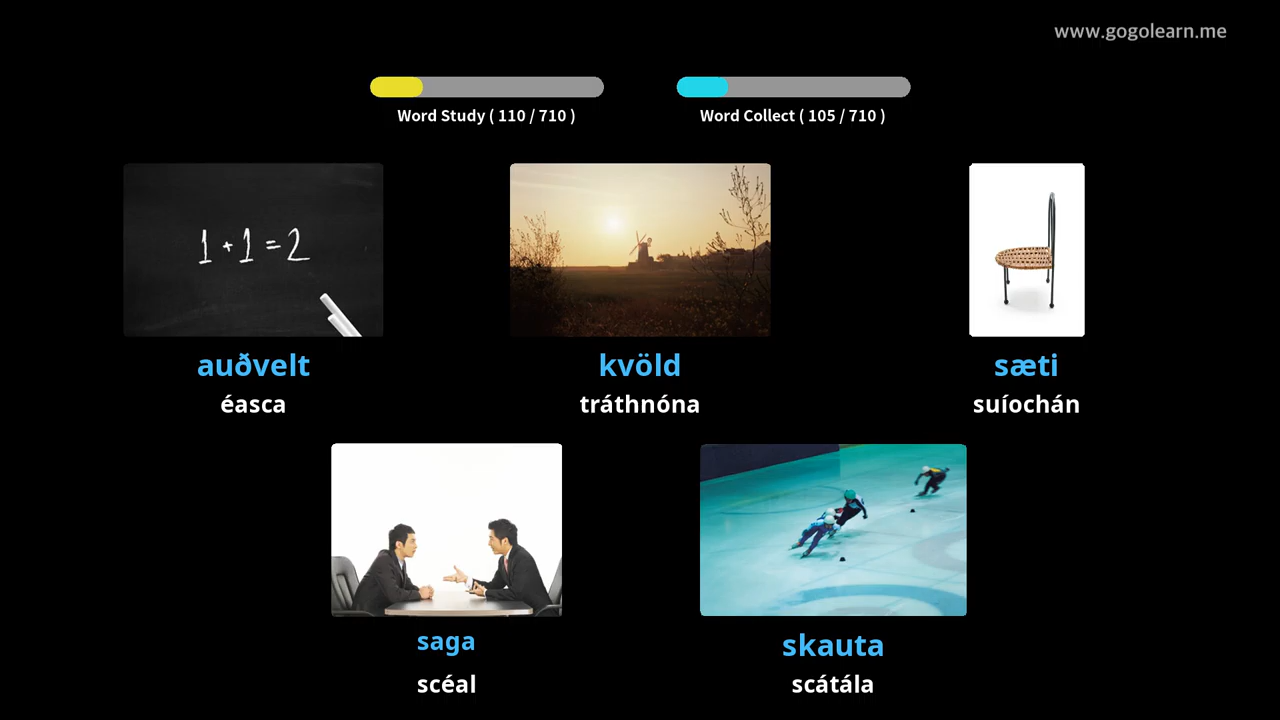 www.gogolearn.me
Word Study ( 110 / 710 )
Word Collect ( 105 / 710 )
1 + 1 = 2
auðvelt
kvöld
sæti
éasca
tráthnóna
suíochán
saga
skauta
scéal
scátála